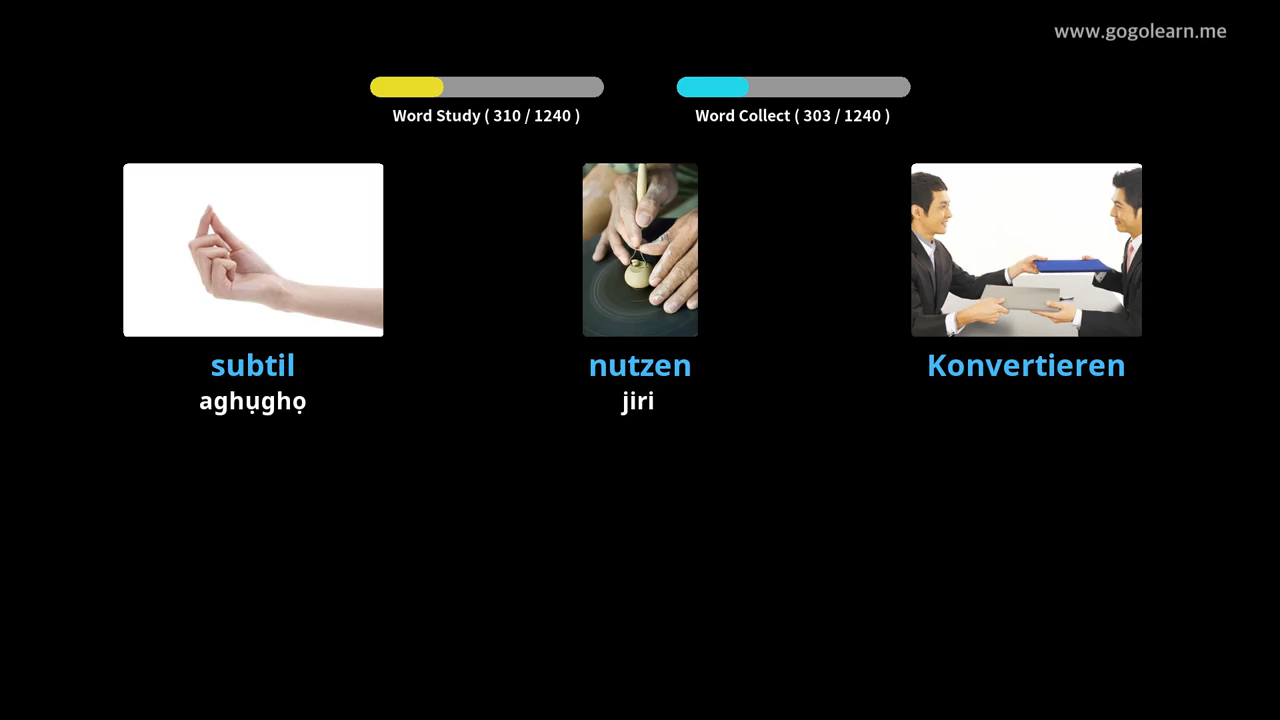 www.gogolearn.me
Word Study ( 310 / 1240 )
Word Collect ( 303 / 1240 )
subtil
aghụghọ
nutzen
jiri
Konvertieren